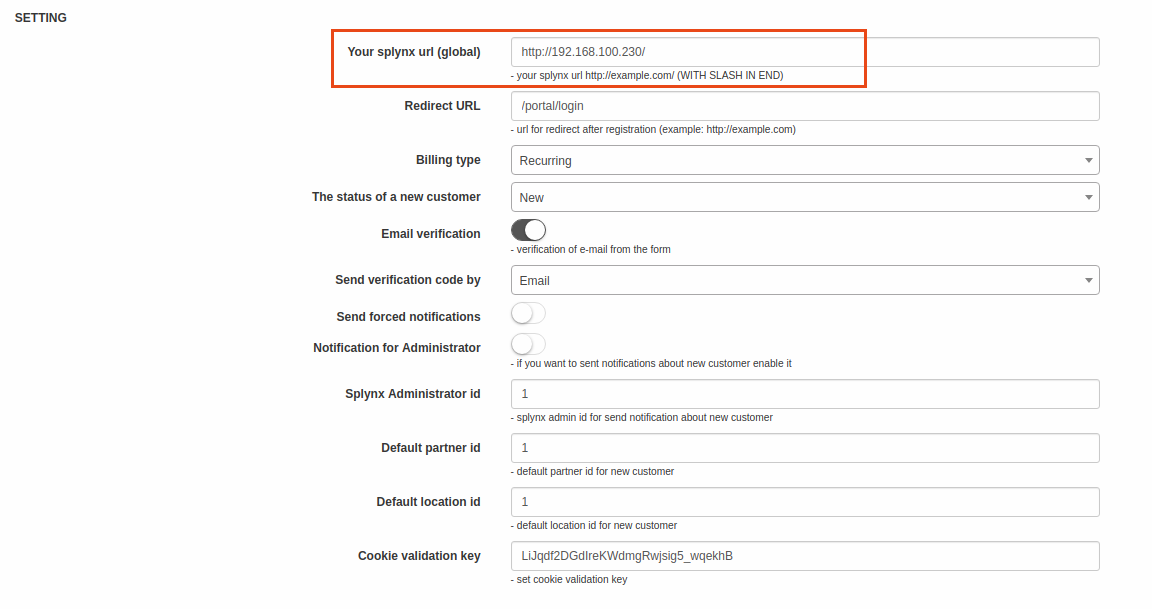 SETTING
Your splynx url (global)
http://192.168.100.230/
- your splynx url http://example.com/ (WITH SLASH IN END)
Redirect URL
/portal/login
- url for redirect after registration (example: http://example.com)
Billing type
Recurring
The status of a new customer
New
Email verification
- verification of e-mail from the form
Send verification code by
Email
Send forced notifications
Notification for Administrator
- if you want to sent notifications about new customer enable it
Splynx Administrator id
1
- splynx admin id for send notification about new customer
Default partner id
1
- default partner id for new customer
Default location id
1
- default location id for new customer
Cookie validation key
LiJqdf2DGdIreKWdmgRwjsig5_wqekhB
- set cookie validation key